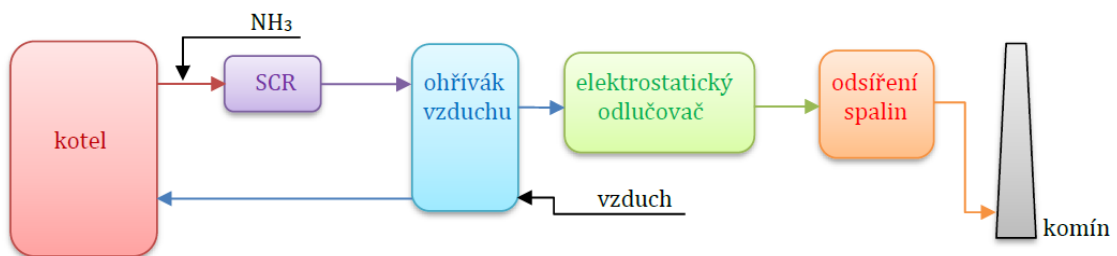 NH₃
kotel
SCR
ohřívák
vzduchu
elektrostatický
odlučovač
odsíření
spalin
vzduch
komín